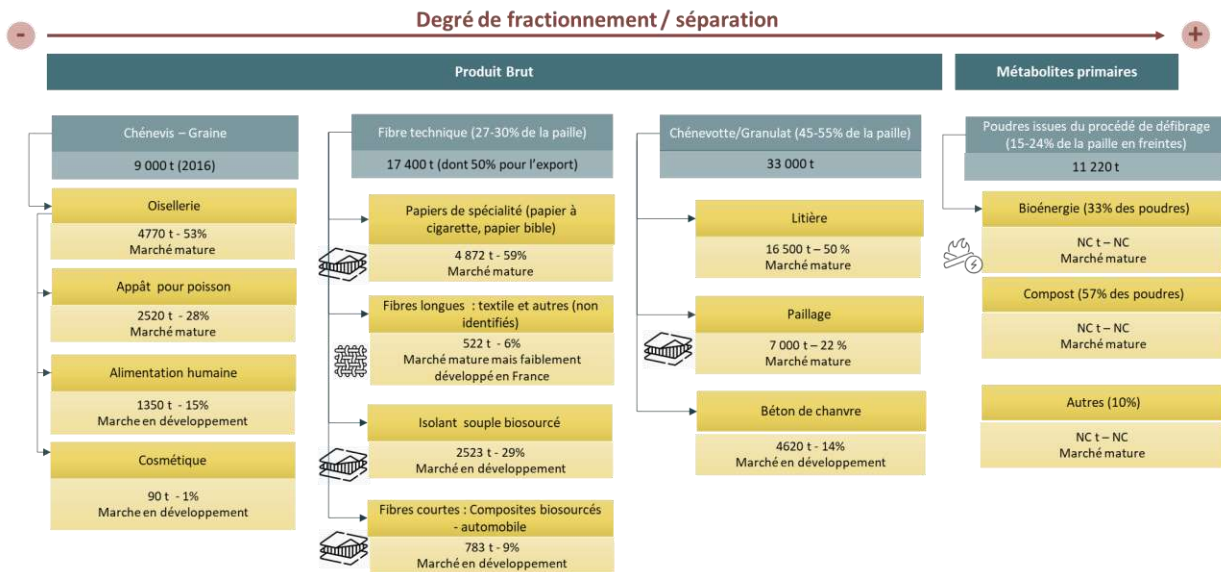 Degré de fractionnement / séparation
-
+
Produit Brut
Métabolites primaires
Chénevis – Graine
9 000 t (2016)
Oisellerie
4770 t - 53%
Marché mature
Appât pour poisson
2520 t - 28%
Marché mature
Alimentation humaine
1350 t - 15%
Marche en développement
Cosmétique
90 t - 1%
Marche en développement
Fibre technique (27-30% de la paille)
17 400 t (dont 50% pour l'export)
Papiers de spécialité (papier à
cigarette, papier bible)
4 872 t - 59%
Marché mature
Fibres longues : textile et autres (non
identifiés)
522 t - 6%
Marché mature mais faiblement
développé en France
Isolant souple biosourcé
2523 t - 29%
Marché en développement
Fibres courtes : Composites biosourcés
- automobile
783 t - 9%
Marché en développement
Chénevotte/Granulat (45-55% de la paille)
33 000 t
Litière
16 500 t – 50 %
Marché mature
Paillage
7 000 t – 22 %
Marché mature
Béton de chanvre
4620 t - 14%
Marché en développement
Poudres issues du procédé de défibrage
(15-24% de la paille en freintes)
11 220 t
Bioénergie (33% des poudres)
NC t – NC
Marché mature
Compost (57% des poudres)
NC t – NC
Marché mature
Autres (10%)
NC t – NC
Marché mature